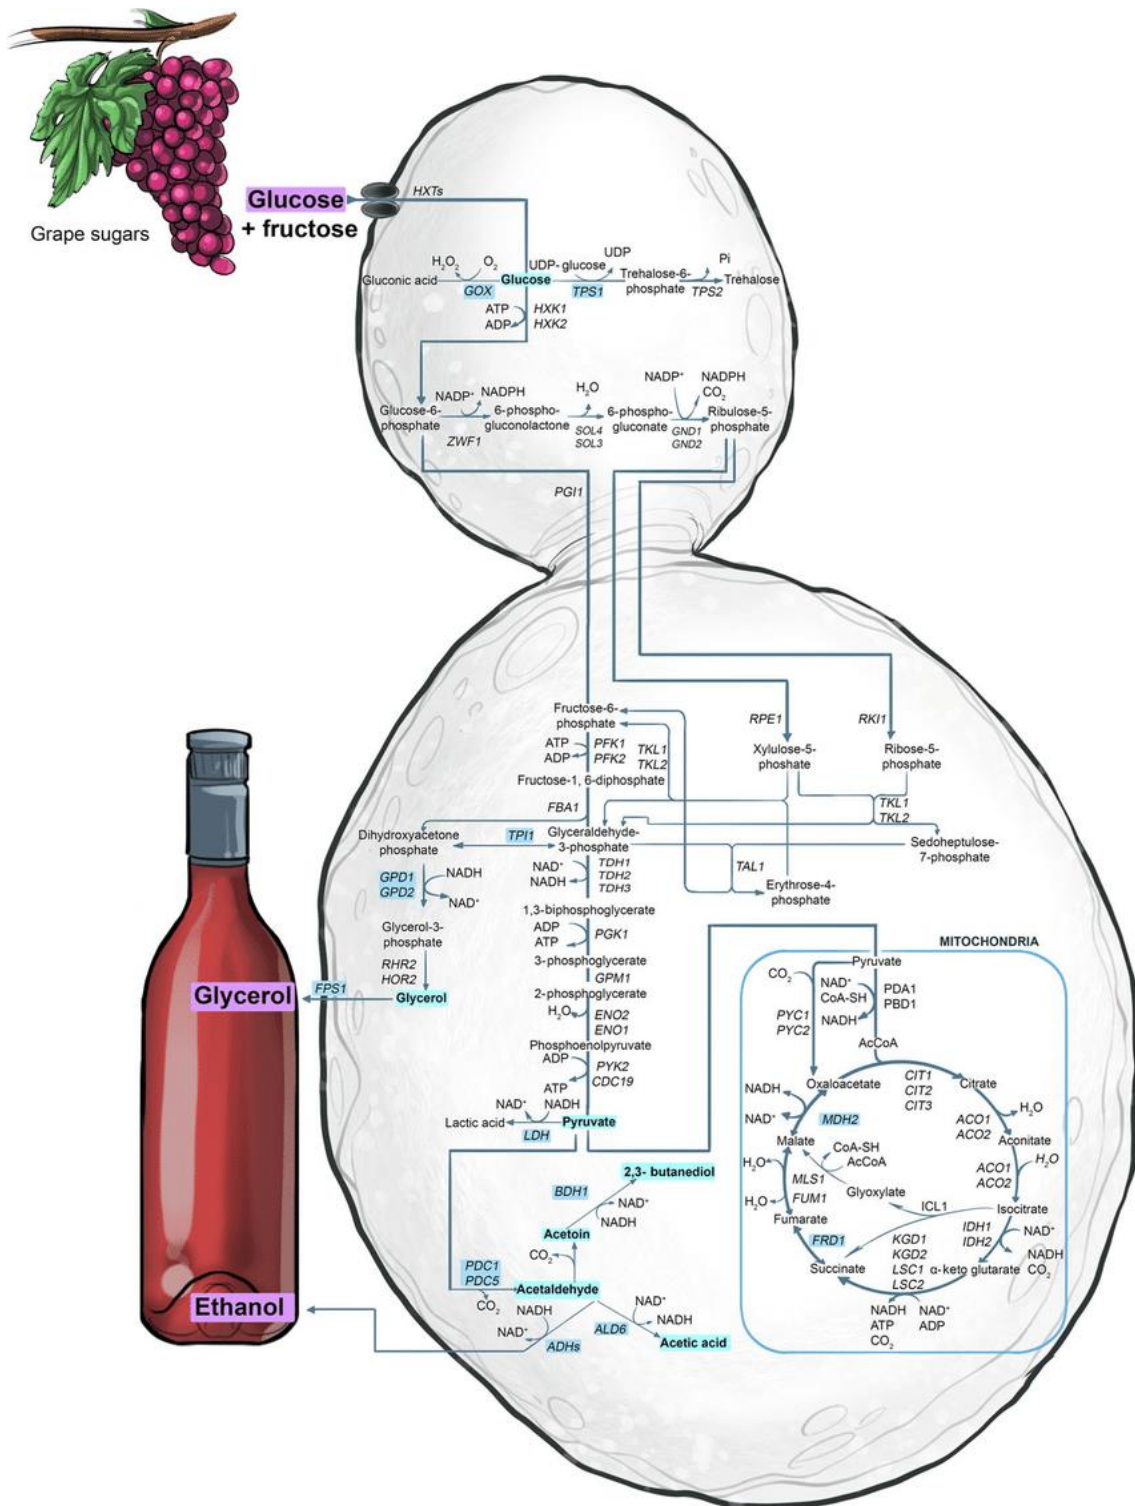 Grape sugars
Glucose
+ fructose
HXTs
H₂O₂
O₂
UDP-glucose
UDP
Pi
Gluconic acid
GOX
Glucose
TPS1
Trehalose-6-
phosphate
TPS2
Trehalose
ATP
ADP
HXK1
HXK2
Glucose-6-
phosphate
NADP⁺
NADPH
ZWF1
6-phospho-
gluconolactone
H₂O
SOL4
SOL3
6-phospho-
gluconate
NADP⁺
NADPH
CO₂
GND1
GND2
Ribulose-5-
phosphate
PGI1
Fructose-6-
phosphate
ATP
ADP
PFK1
PFK2
TKL1
TKL2
RPE1
RKI1
Xylulose-5-
phoshate
Ribose-5-
phosphate
Fructose-1, 6-diphosphate
FBA1
TKL1
TKL2
Dihydroxyacetone
phosphate
TPI1
Glyceraldehyde-
3-phosphate
Sedoheptulose-
7-phosphate
GPD1
GPD2
NADH
NAD⁺
NAD⁺
NADH
TDH1
TDH2
TDH3
TAL1
Erythrose-4-
phosphate
Glycerol-3-
phosphate
1,3-biphosphoglycerate
ADP
ATP
PGK1
RHR2
HOR2
3-phosphoglycerate
GPM1
Glycerol
FPS1
Glycerol
2-phosphoglycerate
H₂O
ENO2
ENO1
Phosphoenolpyruvate
ADP
ATP
PYK2
CDC19
NAD⁺
NADH
Lactic acid
LDH
Pyruvate
2,3- butanediol
BDH1
NAD⁺
NADH
Acetoin
CO₂
PDC1
PDC5
CO₂
Acetaldehyde
NADH
NAD⁺
ADHs
ALD6
NAD⁺
NADH
Acetic acid
Ethanol
MITOCHONDRIA
Pyruvate
CO₂
NAD⁺
CoA-SH
NADH
PDA1
PBD1
PYC1
PYC2
AcCoA
Oxaloacetate
CIT1
CIT2
CIT3
Citrate
NADH
NAD⁺
MDH2
ACO1
ACO2
H₂O
Malate
Aconitate
CoA-SH
AcCoA
H₂O
H₂O
MLS1
FUM1
Glyoxylate
ACO1
ACO2
H₂O
ICL1
Isocitrate
Fumarate
FRD1
KGD1
KGD2
LSC1
LSC2
IDH1
IDH2
NAD⁺
NADH
CO₂
Succinate
α-keto glutarate
NADH
ATP
CO₂
NAD⁺
ADP